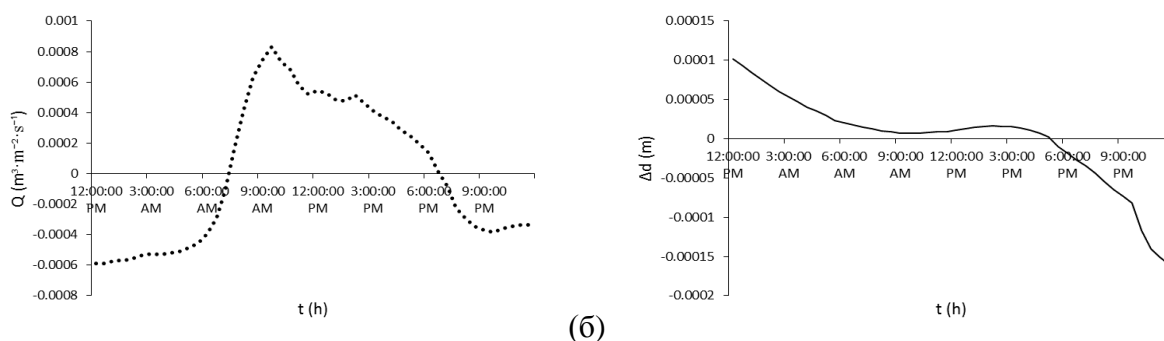 0.001
0.0008
0.0006
0.0004
0.0002
0
-0.0002
-0.0004
-0.0006
-0.0008
Q (m³·m⁻²·s⁻¹)
12:00:00 3:00:00 6:00:00 9:00:00 12:00:00 3:00:00 6:00:00 9:00:00
PM AM AM AM PM PM PM PM
t (h)
(б)
0.0001
0.00005
0
-0.00005
-0.0001
-0.00015
-0.0002
Δd (m)
12:00:00 3:00:00 6:00:00 9:00:00 12:00:00 3:00:00 6:00:00 9:00:00
PM AM AM AM PM PM PM PM
t (h)